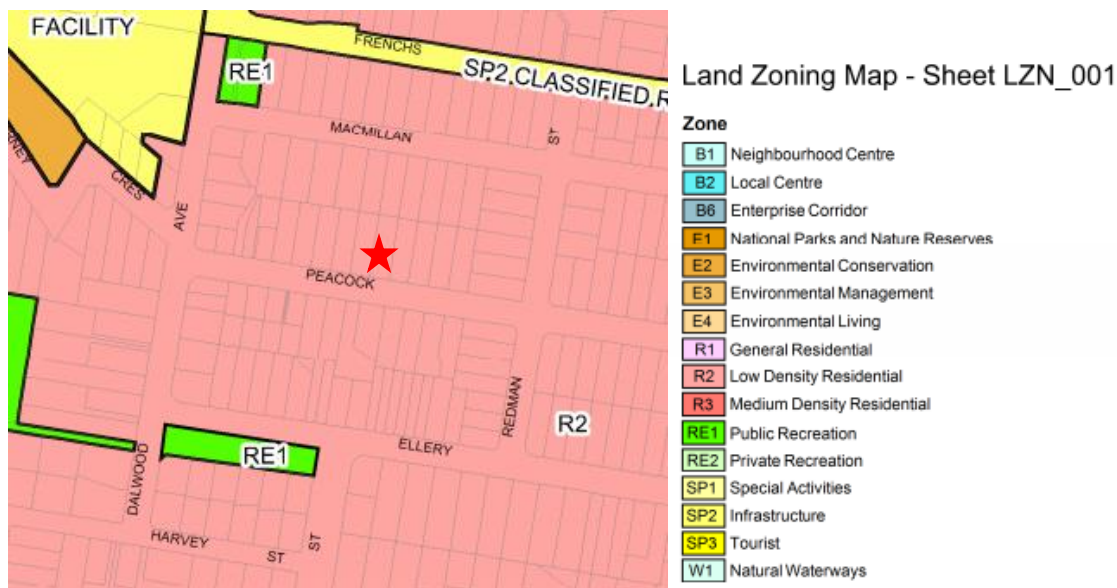 FACILITY
FRENCHS
RE1
SP2 CLASSIFIED R
MACMILLAN
ST
CRES
AVE
PEACOCK
REDMAN
R2
ELLERY
RE1
DALWOOD
HARVEY
ST
ST
Land Zoning Map - Sheet LZN_001
Zone
B1 Neighbourhood Centre
B2 Local Centre
B6 Enterprise Corridor
E1 National Parks and Nature Reserves
E2 Environmental Conservation
E3 Environmental Management
E4 Environmental Living
R1 General Residential
R2 Low Density Residential
R3 Medium Density Residential
RE1 Public Recreation
RE2 Private Recreation
SP1 Special Activities
SP2 Infrastructure
SP3 Tourist
W1 Natural Waterways